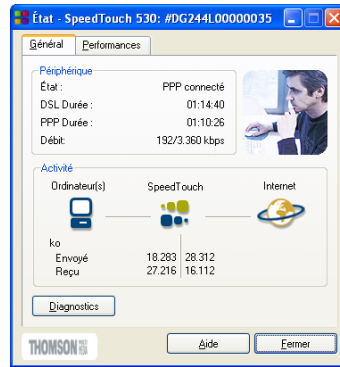 État - SpeedTouch 530: #DG244L00000035
Général Performances
Périphérique
État : PPP connecté
DSL Durée : 01:14:40
PPP Durée : 01:10:26
Débit: 192/3.360 kbps
Activité
Ordinateur(s) SpeedTouch Internet
ko
Envoyé 18.283 28.312
Reçu 27.216 16.112
Diagnostics
THOMSON Aide Fermer